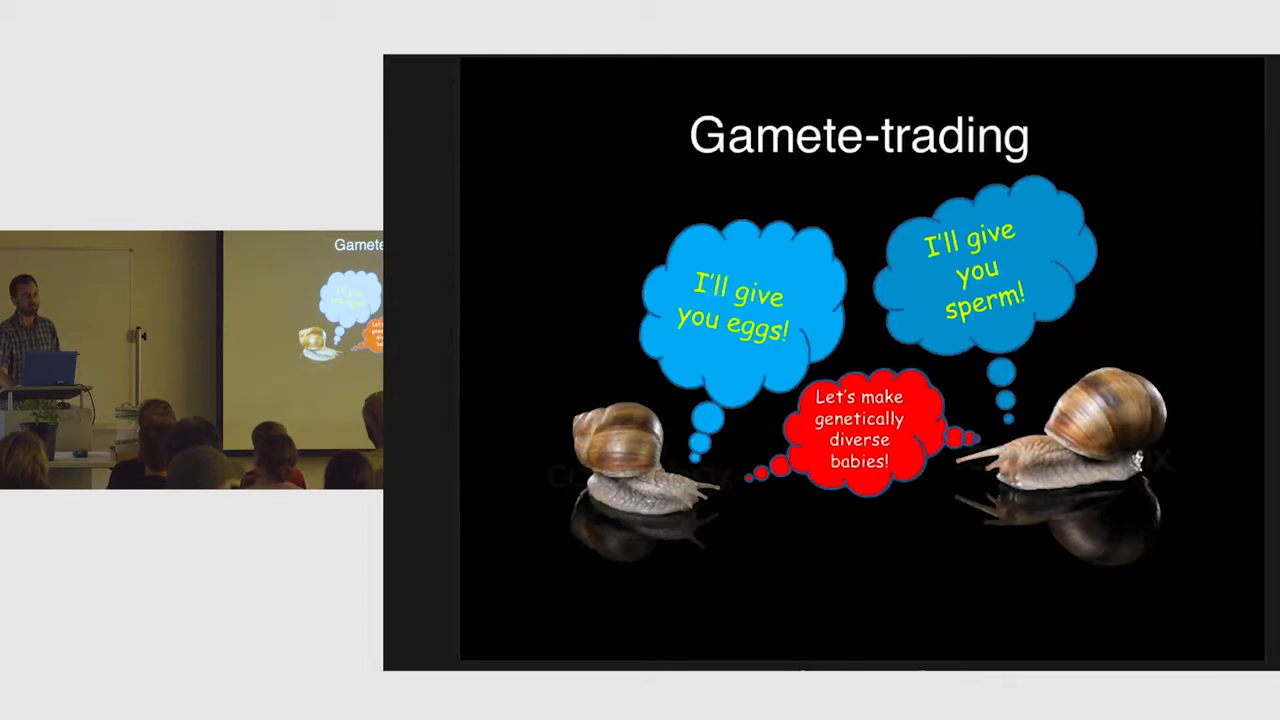 Gamete-trading
I'll give
you eggs!
I'll give
you
sperm!
Let's make
genetically
diverse
babies!
Gamete